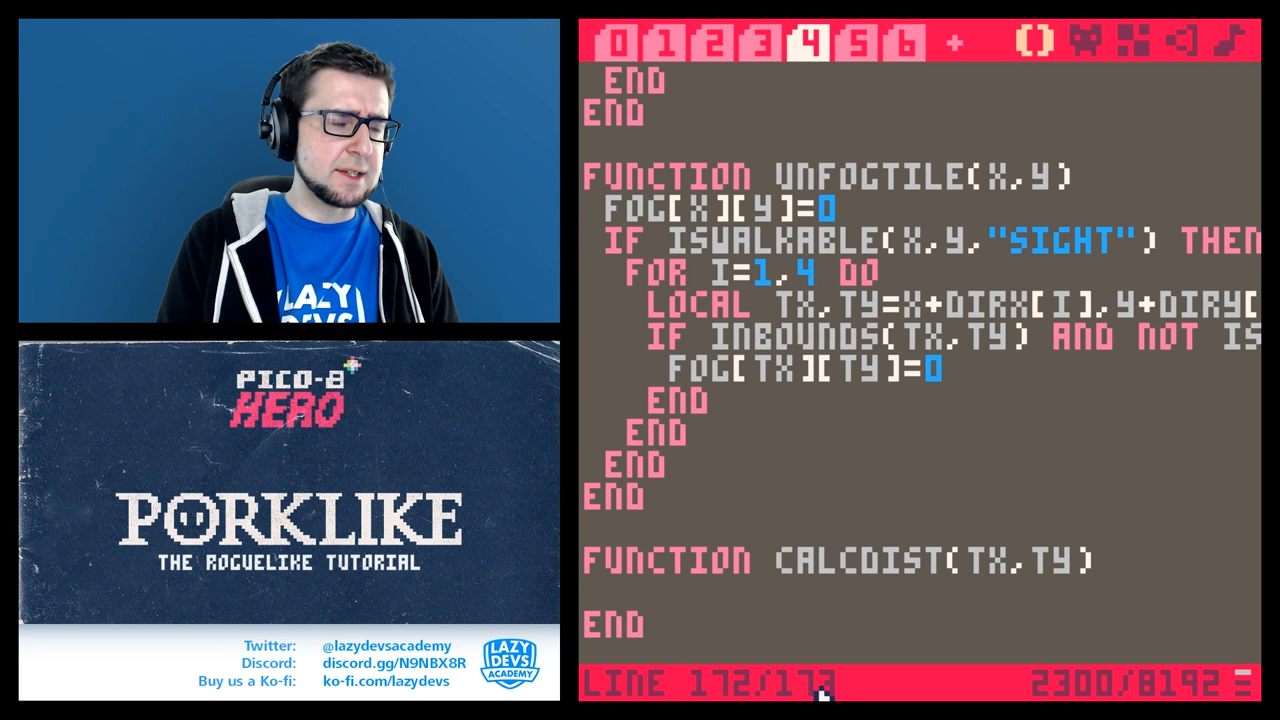 LAZY
DEVS
PICO-8
HERO
PORKLIKE
THE ROGUELIKE TUTORIAL
Twitter: @lazydevsacademy
Discord: discord.gg/N9NBX8R
Buy us a Ko-fi: ko-fi.com/lazydevs
LAZY
DEVS
ACADEMY
0 1 2 3 4 5 6 +
END
END
FUNCTION UNFOGTILE(X,Y)
FOG[X][Y]=0
IF ISWALKABLE(X,Y,"SIGHT") THEN
FOR I=1,4 DO
LOCAL TX,TY=X+DIRX[I],Y+DIRY[
IF INBOUNDS(TX,TY) AND NOT IS
FOG[TX][TY]=0
END
END
END
END
FUNCTION CALCDIST(TX,TY)
END
LINE 172/173 2300/8192